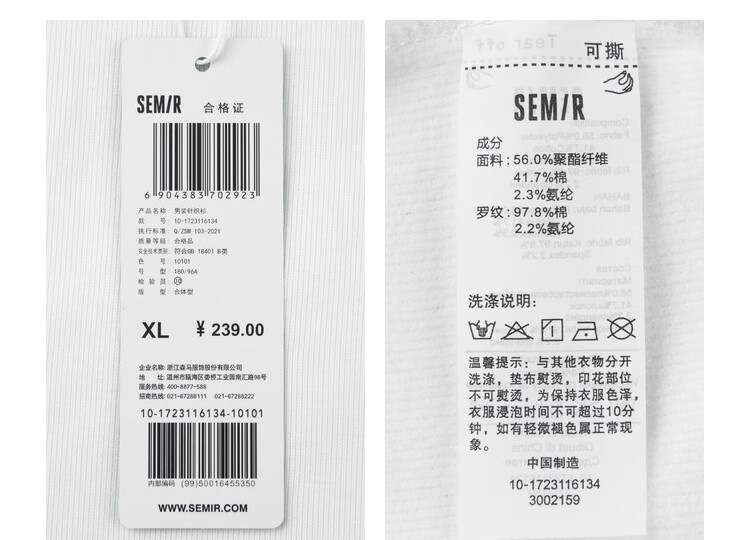 SEMIR 合格证
6 904383 702923
产品名称: 男装针织衫
款 号: 10-1723116134
执行标准: Q/ZSM 103-2021
质量等级: 合格品
安全技术类别: 符合GB 18401 B类
色 号: 10101
号 型: 180/96A
检 验 员: 10
版 型: 合体型
XL ¥ 239.00
企业名称: 浙江森马服饰股份有限公司
地 址: 温州市瓯海区娄桥工业园南汇路98号
服务热线: 400-8877-588
招商热线: 021-67288111 021-67288222
10-1723116134-10101
内部编码 (99)50016455350
WWW.SEMIR.COM
Tear off
可撕
SEMIR
成分
面料: 56.0%聚酯纤维
41.7%棉
2.3%氨纶
罗纹: 97.8%棉
2.2%氨纶
洗涤说明:
温馨提示: 与其他衣物分开
洗涤, 垫布熨烫, 印花部位
不可熨烫, 为保持衣服色泽,
衣服浸泡时间不可超过10分
钟, 如有轻微褪色属正常现
象。
中国制造
10-1723116134
3002159